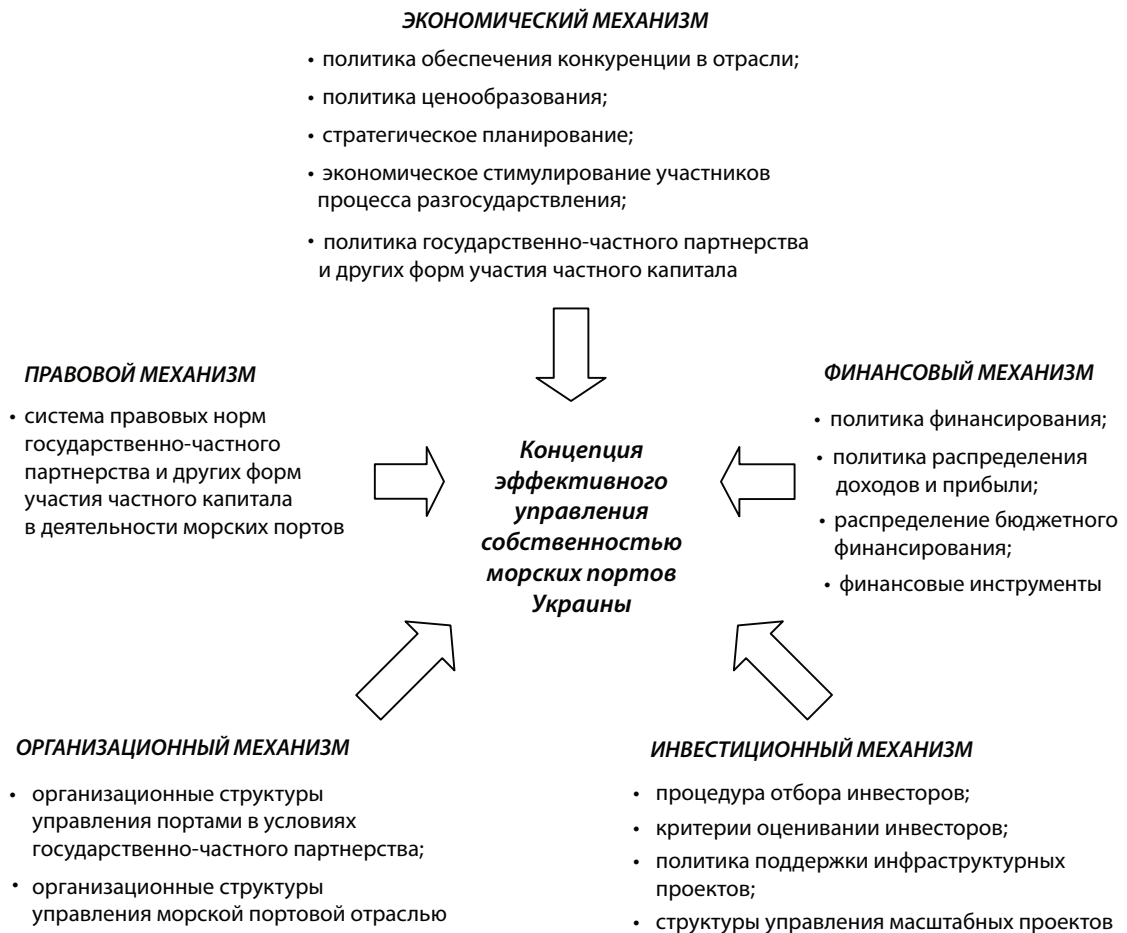 ЭКОНОМИЧЕСКИЙ МЕХАНИЗМ
• политика обеспечения конкуренции в отрасли;
• политика ценообразования;
• стратегическое планирование;
• экономическое стимулирование участников
процесса разгосударствления;
• политика государственно-частного партнерства
и других форм участия частного капитала
ПРАВОВОЙ МЕХАНИЗМ
• система правовых норм
государственно-частного
партнерства и других форм
участия частного капитала
в деятельности морских портов
Концепция
эффективного
управления
собственностью
морских портов
Украины
ФИНАНСОВЫЙ МЕХАНИЗМ
• политика финансирования;
• политика распределения
доходов и прибыли;
• распределение бюджетного
финансирования;
• финансовые инструменты
ОРГАНИЗАЦИОННЫЙ МЕХАНИЗМ
• организационные структуры
управления портами в условиях
государственно-частного партнерства;
• организационные структуры
управления морской портовой отраслью
ИНВЕСТИЦИОННЫЙ МЕХАНИЗМ
• процедура отбора инвесторов;
• критерии оценивании инвесторов;
• политика поддержки инфраструктурных
проектов;
• структуры управления масштабных проектов